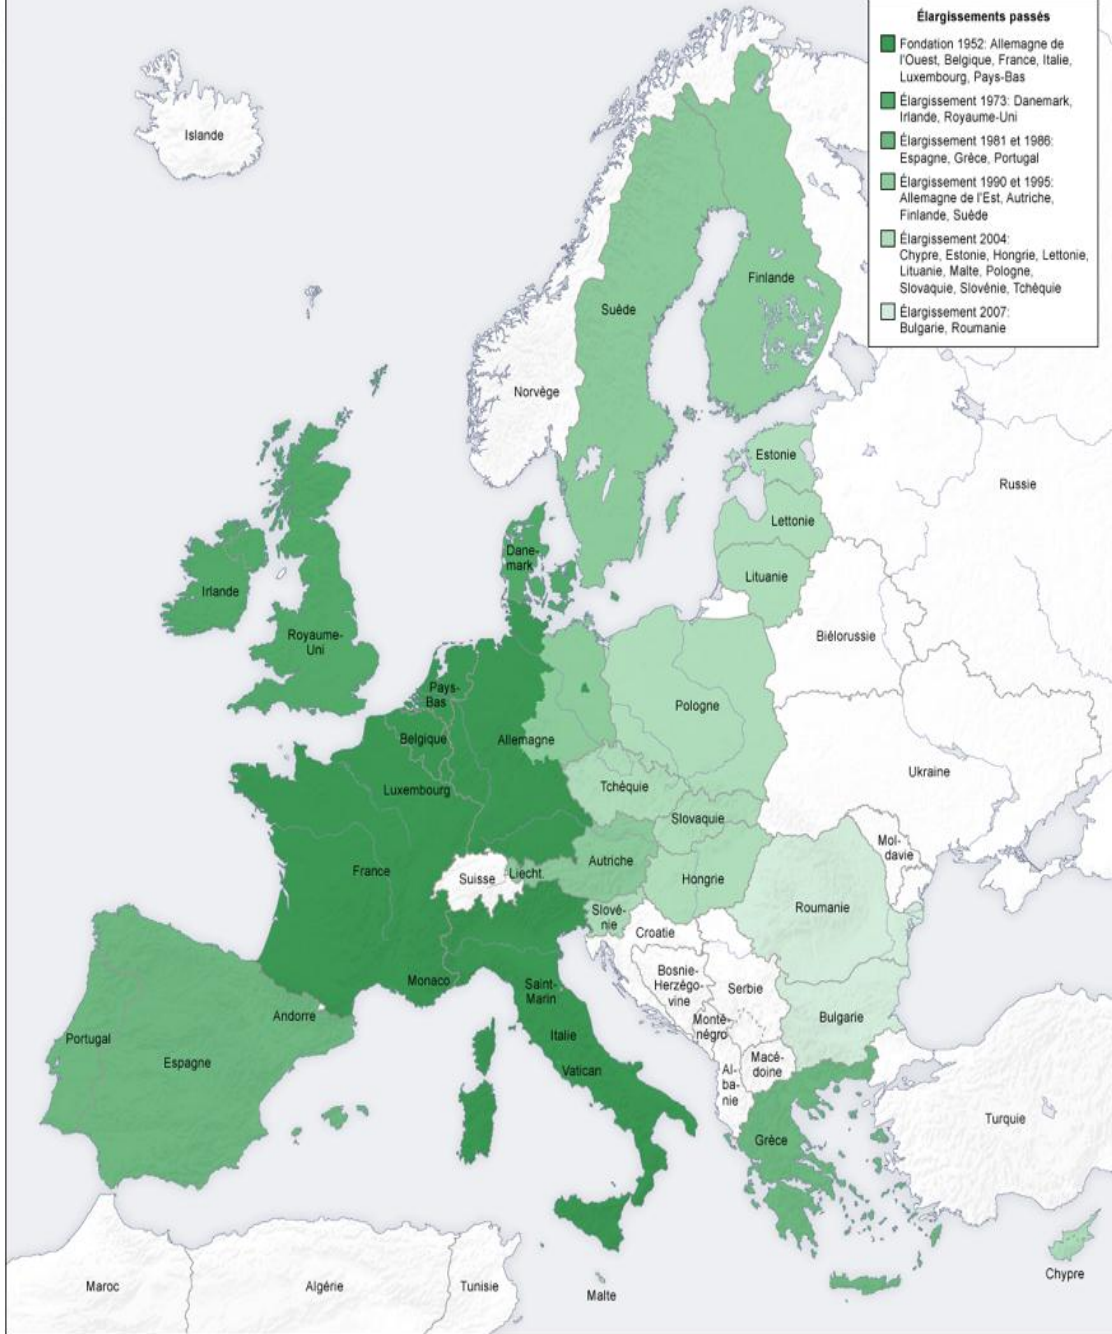 Élargissements passés
Fondation 1952: Allemagne de
l'Ouest, Belgique, France, Italie,
Luxembourg, Pays-Bas
Élargissement 1973: Danemark,
Irlande, Royaume-Uni
Élargissement 1981 et 1986:
Espagne, Grèce, Portugal
Élargissement 1990 et 1995:
Allemagne de l'Est, Autriche,
Finlande, Suède
Élargissement 2004:
Chypre, Estonie, Hongrie, Lettonie,
Lituanie, Malte, Pologne,
Slovaquie, Slovénie, Tchéquie
Élargissement 2007:
Bulgarie, Roumanie
Islande
Finlande
Suède
Norvège
Estonie
Russie
Lettonie
Dane-
mark
Lituanie
Irlande
Royaume-
Uni
Biélorussie
Pays-
Bas
Pologne
Belgique
Allemagne
Ukraine
Luxembourg
Tchéquie
Slovaquie
Mol-
davie
France
Suisse
Liecht.
Autriche
Hongrie
Slové-
nie
Roumanie
Croatie
Monaco
Saint-
Marin
Bosnie-
Herzégo-
vine
Serbie
Andorre
Monté-
négro
Bulgarie
Portugal
Espagne
Italie
Vatican
Al-
ba-
nie
Macé-
doine
Grèce
Turquie
Chypre
Maroc
Algérie
Tunisie
Malte